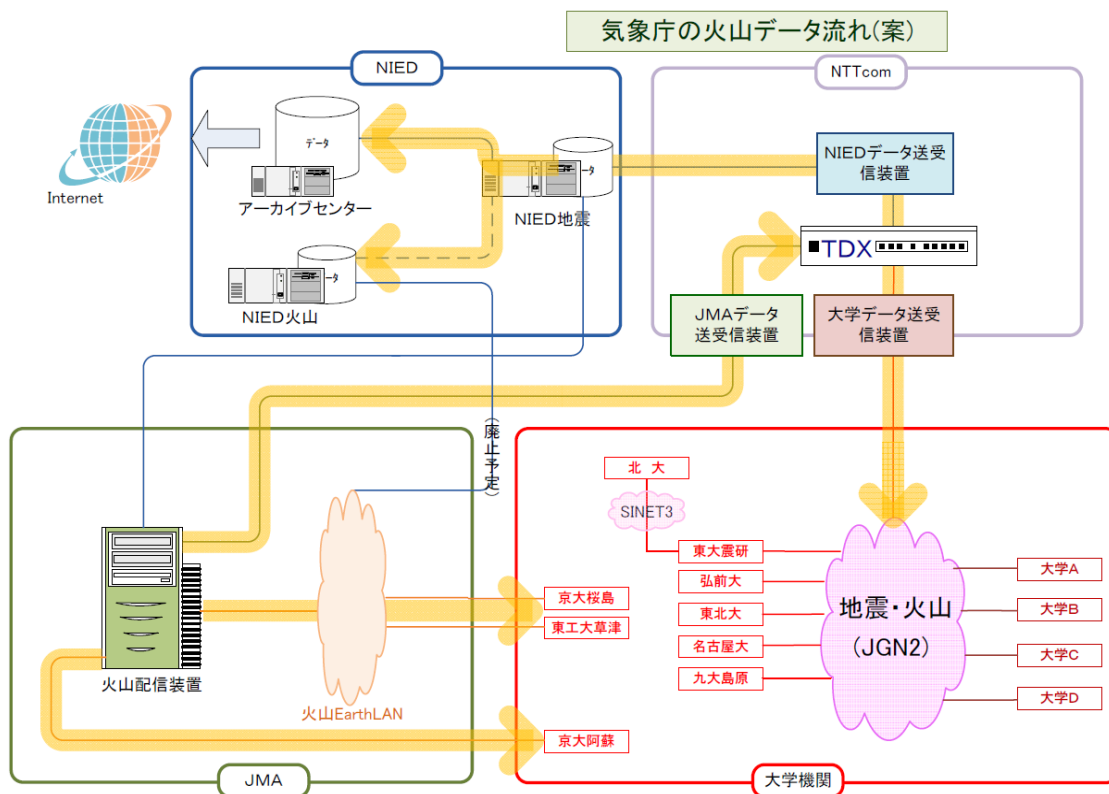 気象庁の火山データ流れ(案)
NIED
NTTcom
Internet
データ
アーカイブセンター
ータ
NIED地震
ータ
NIED火山
NIEDデータ送受
信装置
TDX
JMAデータ
送受信装置
大学データ送受
信装置
(廃止予定)
火山配信装置
火山EarthLAN
JMA
北 大
SINET3
東大震研
弘前大
東北大
名古屋大
九大島原
京大桜島
東工大草津
京大阿蘇
地震・火山
(JGN2)
大学A
大学B
大学C
大学D
大学機関